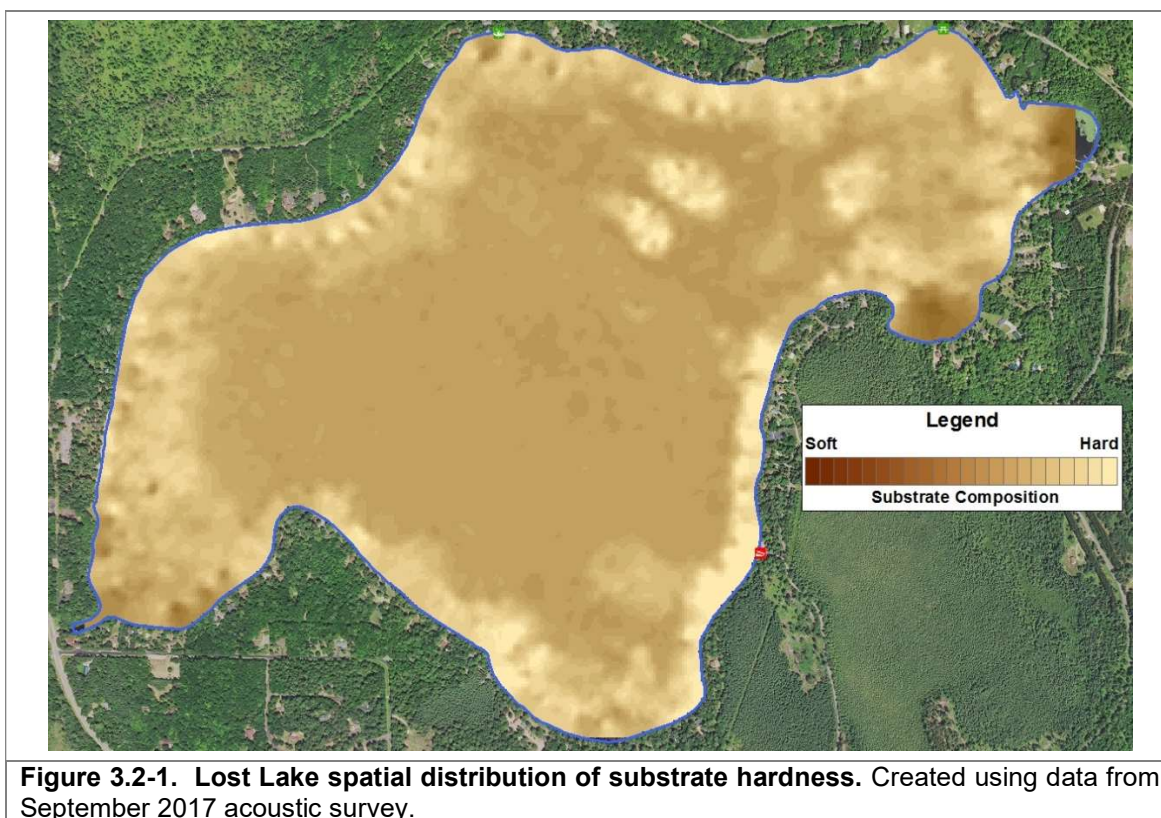 Legend
Soft Hard
Substrate Composition
Figure 3.2-1. Lost Lake spatial distribution of substrate hardness. Created using data from
September 2017 acoustic survey.